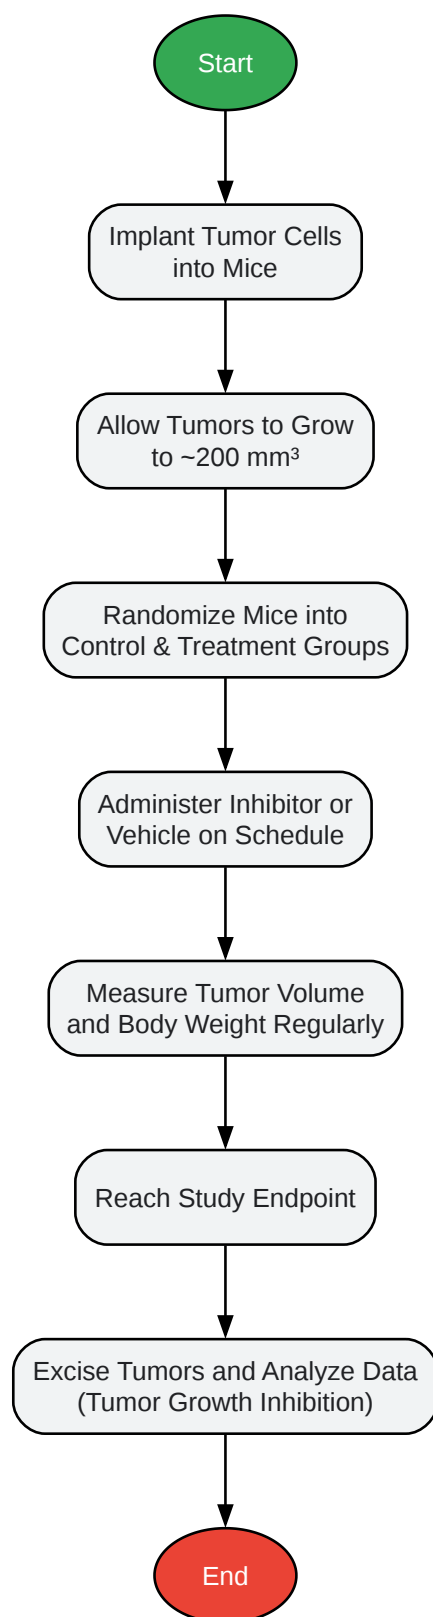 Start
Implant Tumor Cells
into Mice
Allow Tumors to Grow
to ~200 mm³
Randomize Mice into
Control & Treatment Groups
Administer Inhibitor or
Vehicle on Schedule
Measure Tumor Volume
and Body Weight Regularly
Reach Study Endpoint
Excise Tumors and Analyze Data
(Tumor Growth Inhibition)
End